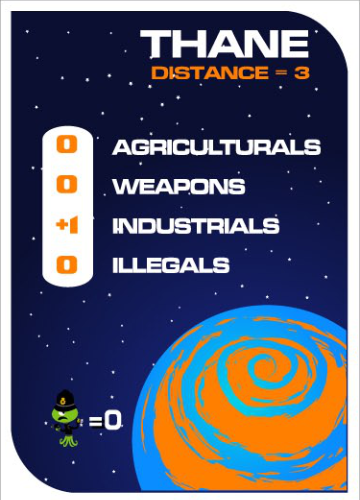 THANE
DISTANCE = 3
0 AGRICULTURALS
0 WEAPONS
+1 INDUSTRIALS
0 ILLEGALS
=0